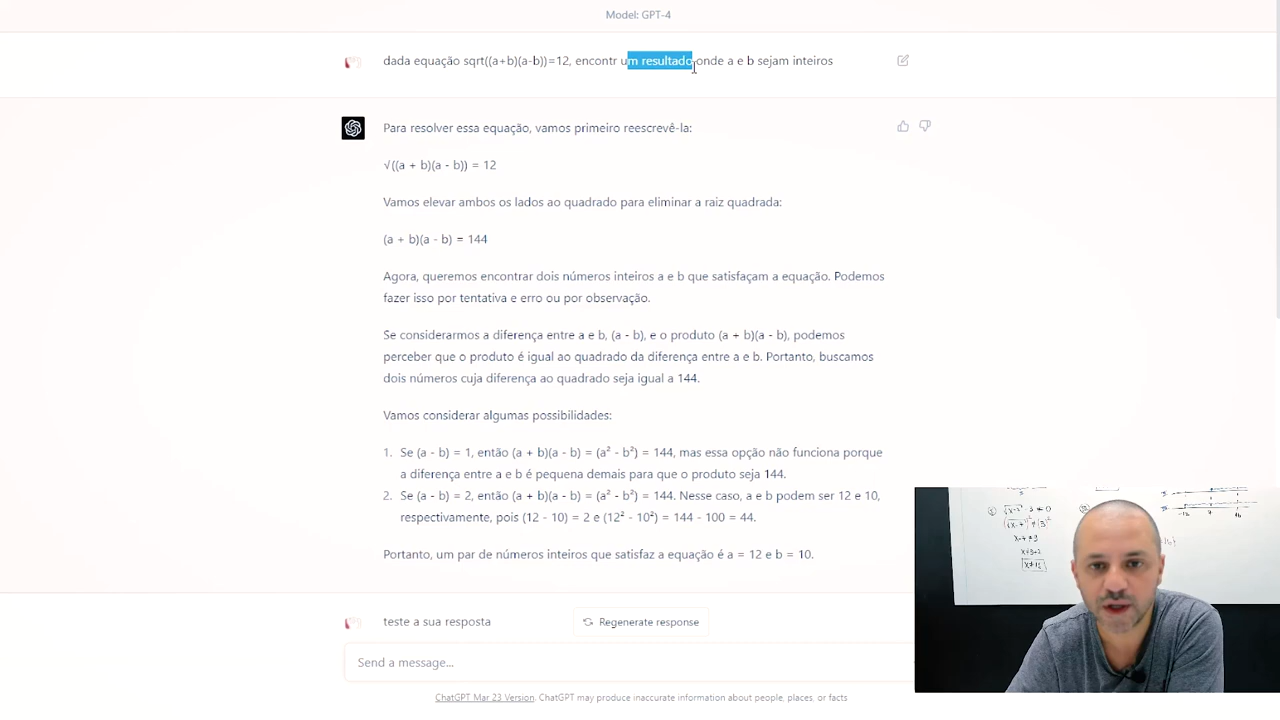 Model: GPT-4
dada equação sqrt((a+b)(a-b))=12, encontr um resultado onde a e b sejam inteiros
Para resolver essa equação, vamos primeiro reescrevê-la:
√((a + b)(a - b)) = 12
Vamos elevar ambos os lados ao quadrado para eliminar a raiz quadrada:
(a + b)(a - b) = 144
Agora, queremos encontrar dois números inteiros a e b que satisfaçam a equação. Podemos
fazer isso por tentativa e erro ou por observação.
Se considerarmos a diferença entre a e b, (a - b), e o produto (a + b)(a - b), podemos
perceber que o produto é igual ao quadrado da diferença entre a e b. Portanto, buscamos
dois números cuja diferença ao quadrado seja igual a 144.
Vamos considerar algumas possibilidades:
1. Se (a - b) = 1, então (a + b)(a - b) = (a² - b²) = 144, mas essa opção não funciona porque
a diferença entre a e b é pequena demais para que o produto seja 144.
2. Se (a - b) = 2, então (a + b)(a - b) = (a² - b²) = 144. Nesse caso, a e b podem ser 12 e 10,
respectivamente, pois (12 - 10) = 2 e (12² - 10²) = 144 - 100 = 44.
Portanto, um par de números inteiros que satisfaz a equação é a = 12 e b = 10.
teste a sua resposta
Regenerate response
Send a message...
ChatGPT Mar 23 Version. ChatGPT may produce inaccurate information about people, places, or facts